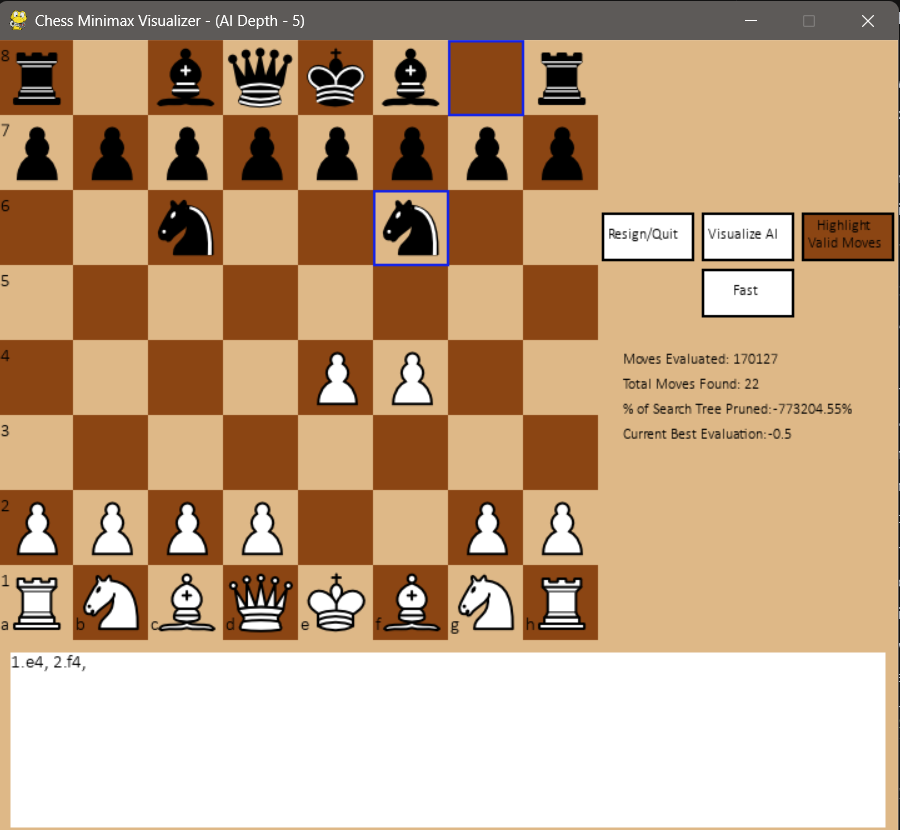 Chess Minimax Visualizer - (AI Depth - 5)
8
7
6
5
4
3
2
1
a b c d e f g h
Resign/Quit
Visualize AI
Highlight
Valid Moves
Fast
Moves Evaluated: 170127
Total Moves Found: 22
% of Search Tree Pruned:-773204.55%
Current Best Evaluation:-0.5
1.e4, 2.f4,